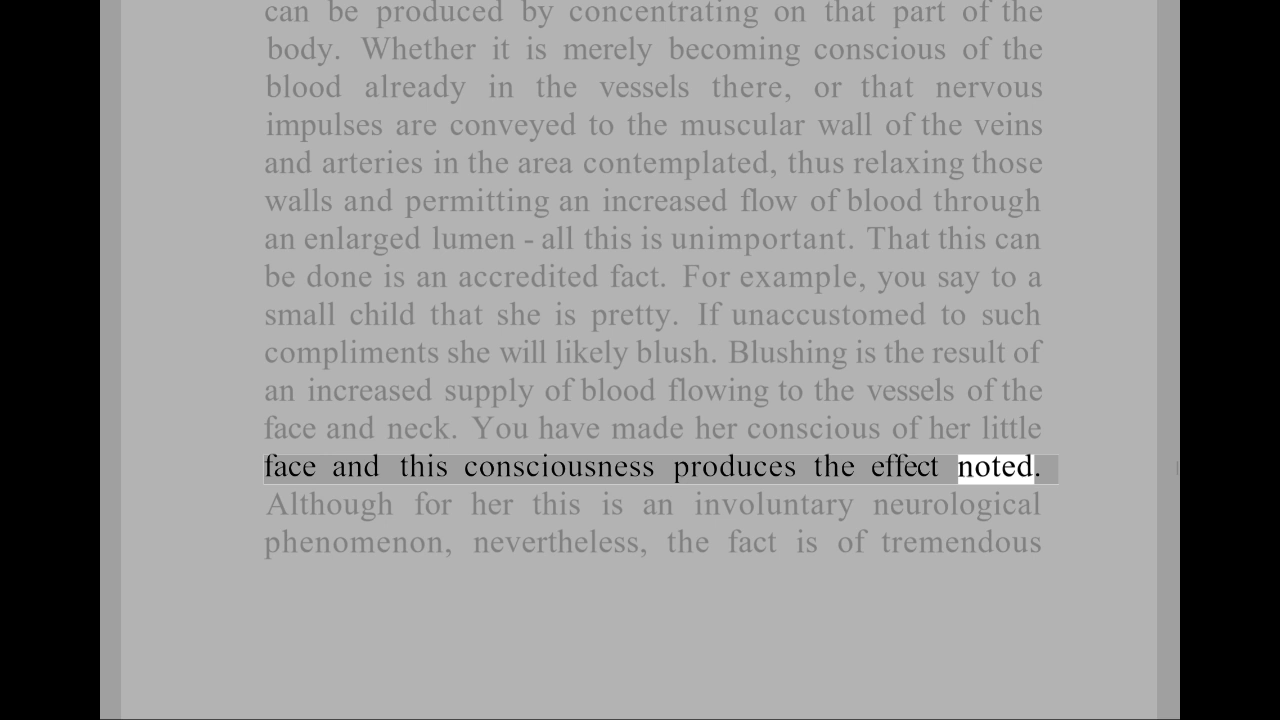 can be produced by concentrating on that part of the
body. Whether it is merely becoming conscious of the
blood already in the vessels there, or that nervous
impulses are conveyed to the muscular wall of the veins
and arteries in the area contemplated, thus relaxing those
walls and permitting an increased flow of blood through
an enlarged lumen - all this is unimportant. That this can
be done is an accredited fact. For example, you say to a
small child that she is pretty. If unaccustomed to such
compliments she will likely blush. Blushing is the result of
an increased supply of blood flowing to the vessels of the
face and neck. You have made her conscious of her little
face and this consciousness produces the effect noted.
Although for her this is an involuntary neurological
phenomenon, nevertheless, the fact is of tremendous